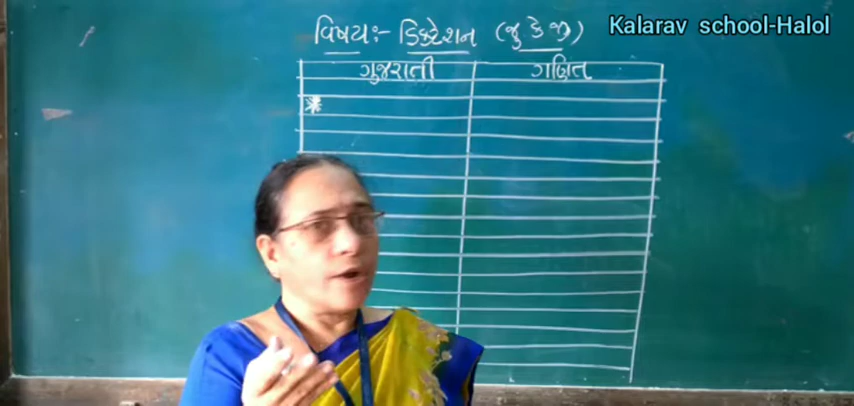 Kalarav school-Halol
વિષય:- ડિક્ટેશન (જુ કે જી)
ગુજરાતી ગણિત
*